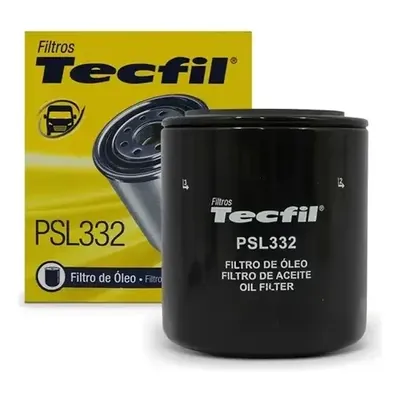 Filtros
Tecfil®
PSL332
Filtro de Óleo • Filtro
Filtros
Tecfil®
PSL332
FILTRO DE ÓLEO
FILTRO DE ACEITE
OIL FILTER